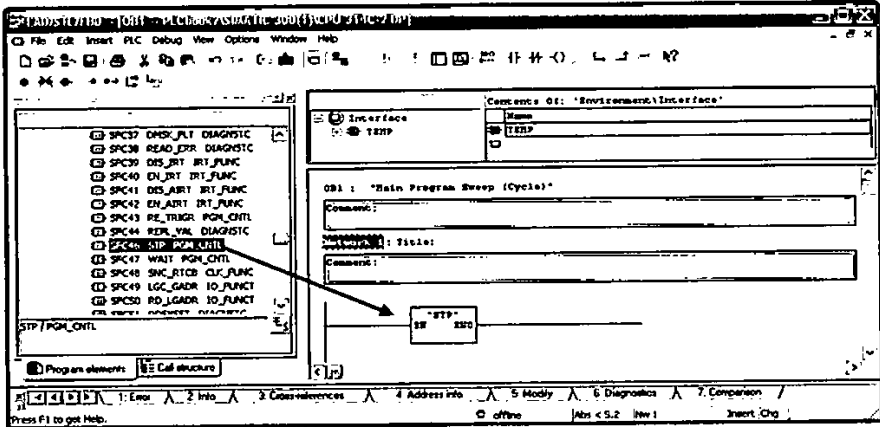 File Edit Insert PLC Debug View Options Window Help
Contents Of: 'Environment\Interface'
Interface
TEMP
Name
TEMP
SFC37 DMSK_FLT DIAGNSTC
SFC38 READ_ERR DIAGNSTC
SFC39 DIS_IRT IRT_FUNC
SFC40 EN_IRT IRT_FUNC
SFC41 DIS_AIRT IRT_FUNC
SFC42 EN_AIRT IRT_FUNC
SFC43 RE_TRIGR PGM_CNTL
SFC44 REPL_VAL DIAGNSTC
SFC46 STP PGM_CNTL
SFC47 WAIT PGM_CNTL
SFC48 SNC_RTCB CLK_FUNC
SFC49 LGC_GADR IO_FUNCT
SFC50 RD_LGADR IO_FUNCT
STP / PGM_CNTL
Program elements
Call structure
OB1 : "Main Program Sweep (Cycle)"
Comment:
Network 1: Title:
Comment:
"STP"
EN ENO
1: Error 2: Info 3: Cross-references 4: Address info 5: Modify 6: Diagnostics 7: Comparison
Press F1 to get Help.
offline
Abs < 5.2
Nw 1
Insert
Chg